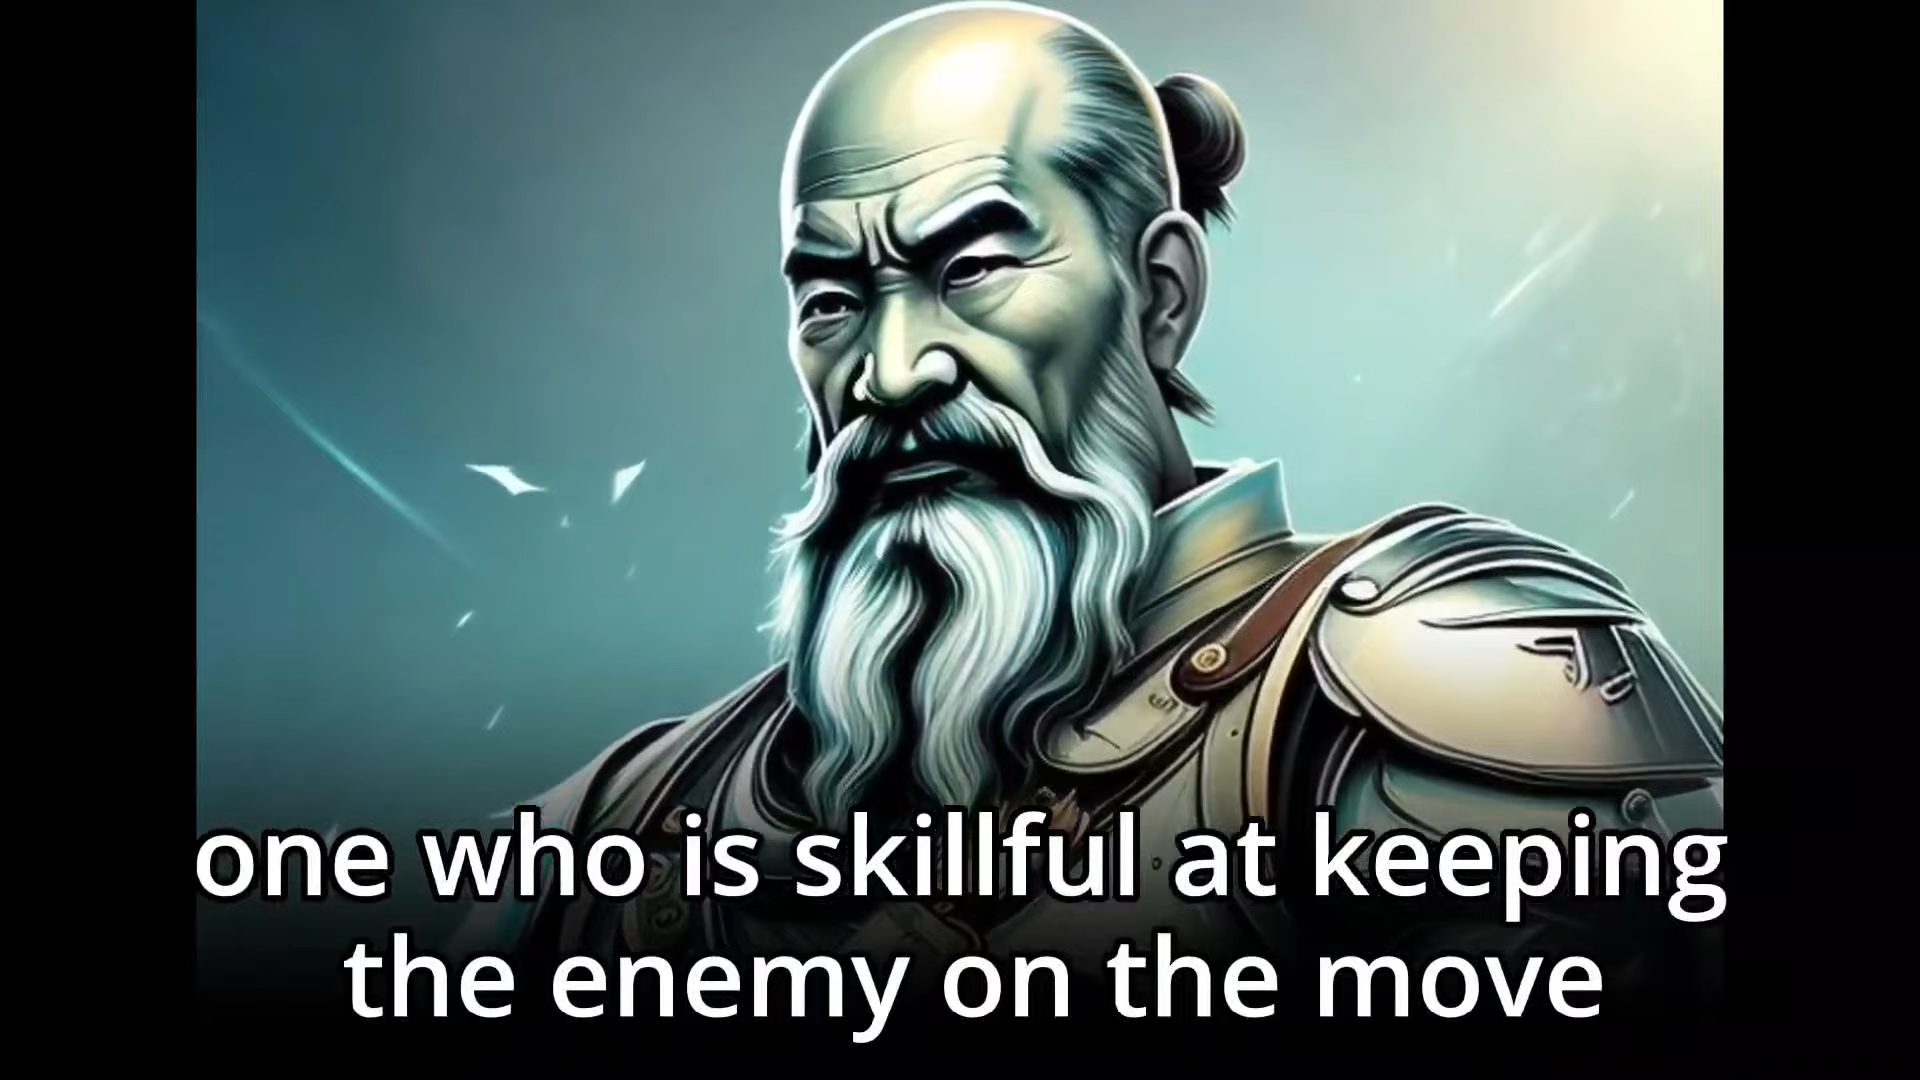 one who is skillful at keeping
the enemy on the move